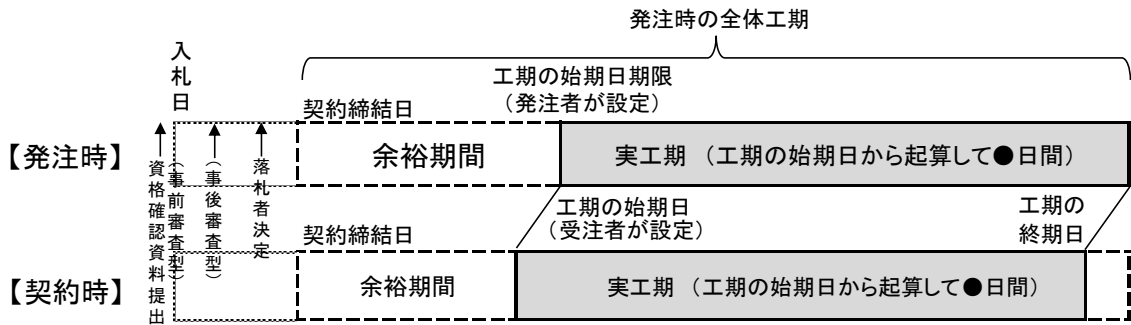 発注時の全体工期
入札日
工期の始期日期限
（発注者が設定）
契約締結日
【発注時】
余裕期間
実工期 （工期の始期日から起算して●日間）
資格確認資料提出
（事前審査型）
（事後審査型）
落札者決定
工期の始期日
（受注者が設定）
工期の
終期日
契約締結日
【契約時】
余裕期間
実工期 （工期の始期日から起算して●日間）